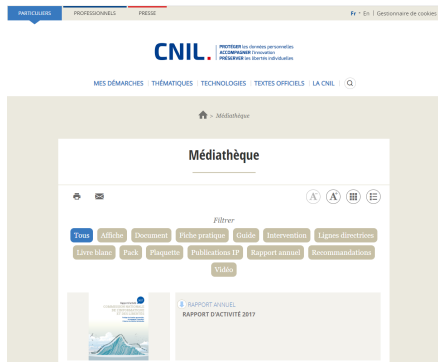 PARTICULIERS PROFESSIONNELS PRESSE Fr • En | Gestionnaire de cookies
CNIL.
PROTÉGER les données personnelles
ACCOMPAGNER l'innovation
PRÉSERVER les libertés individuelles
MES DÉMARCHES | THÉMATIQUES | TECHNOLOGIES | TEXTES OFFICIELS | LA CNIL
» Médiathèque
Médiathèque
A- A+
Filtrer
Tous Affiche Document Fiche pratique Guide Intervention Lignes directrices
Livre blanc Pack Plaquette Publications IP Rapport annuel Recommandations
Vidéo
RAPPORT ANNUEL
RAPPORT D'ACTIVITÉ 2017